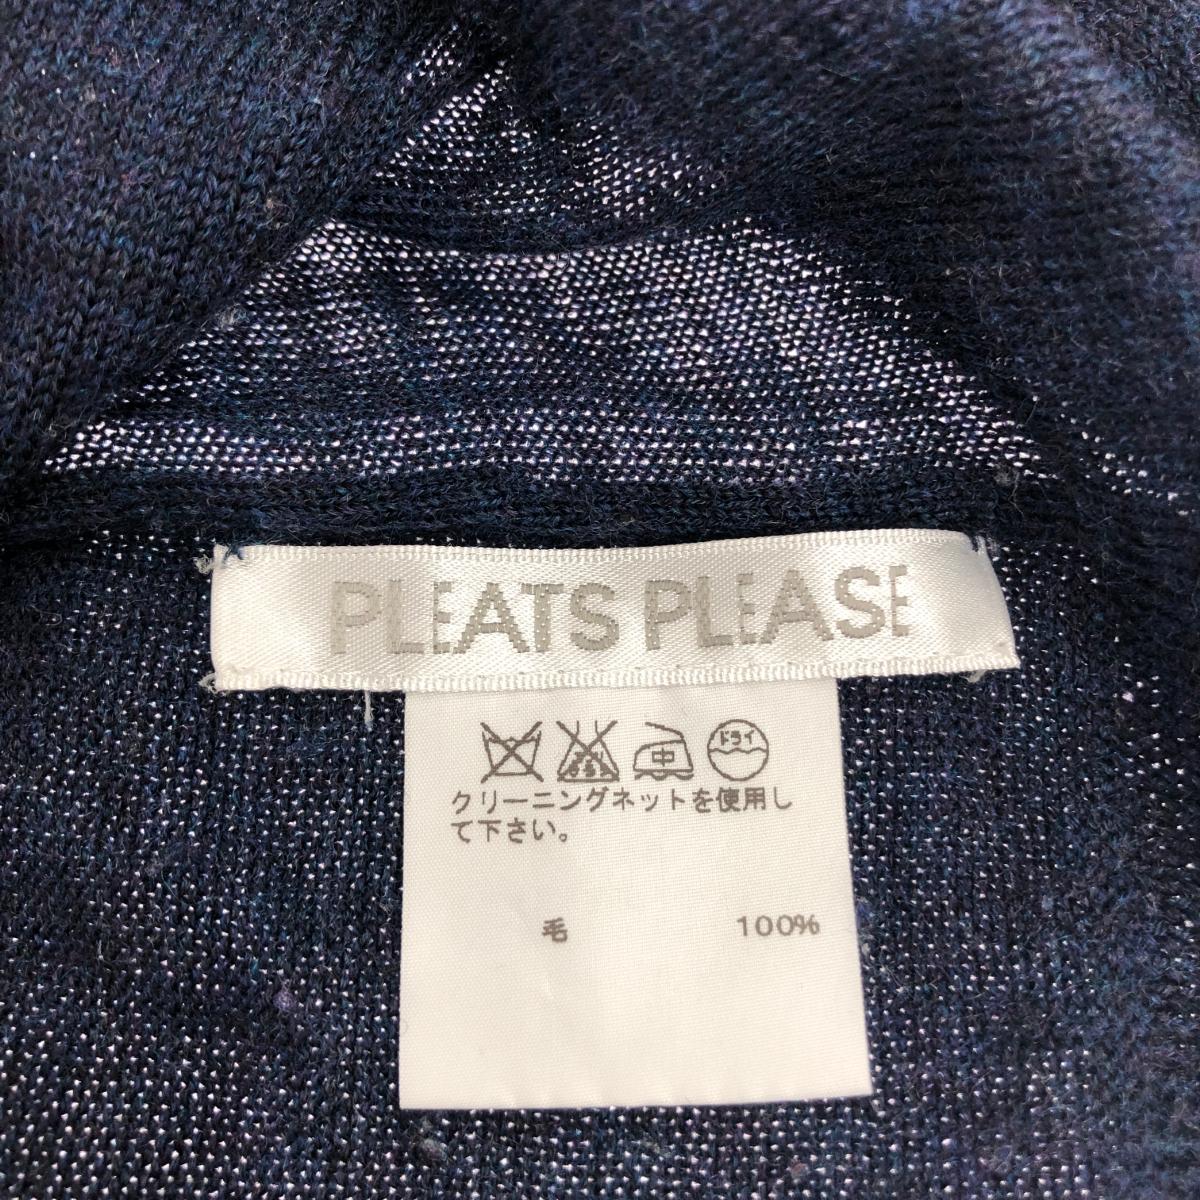 PLEATS PLEASE
中 ドライ
クリーニングネットを使用し
て下さい。
毛 100%